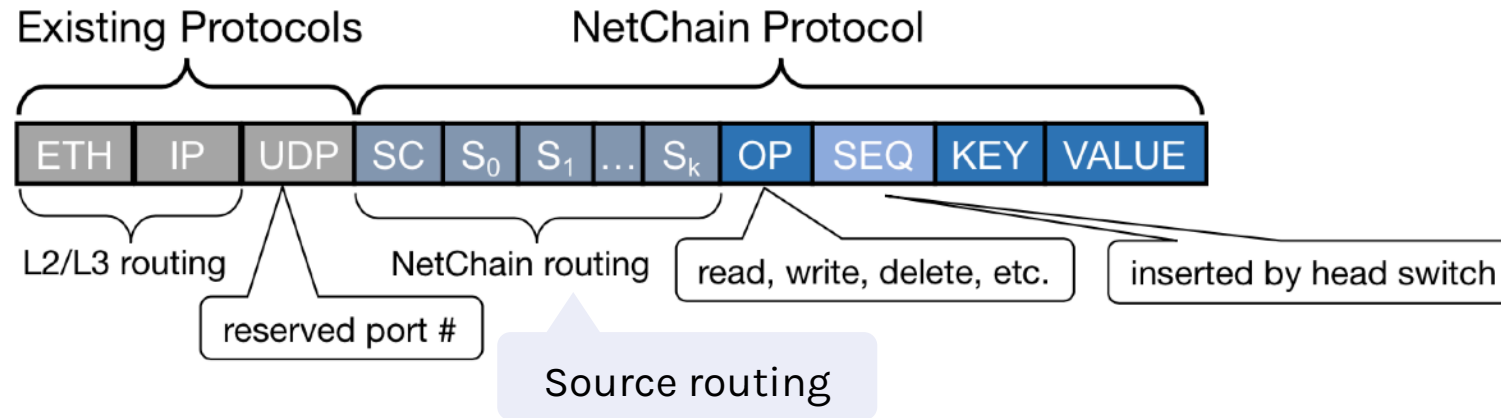 Existing Protocols NetChain Protocol
ETH IP UDP SC S₀ S₁ ... Sₖ OP SEQ KEY VALUE
L2/L3 routing NetChain routing read, write, delete, etc. inserted by head switch
reserved port #
Source routing